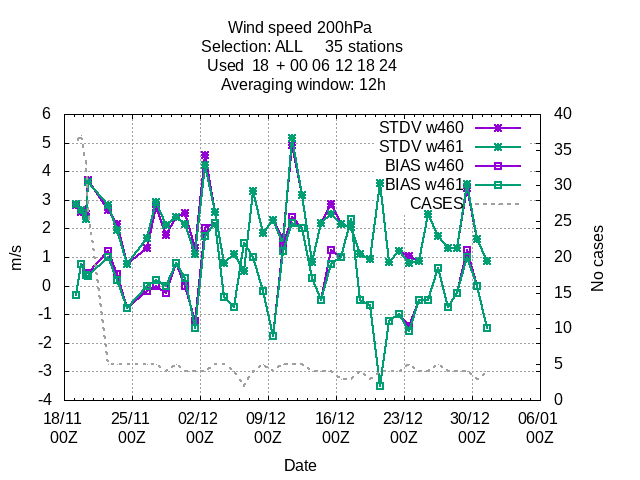 Wind speed 200hPa
Selection: ALL 35 stations
Used 18 + 00 06 12 18 24
Averaging window: 12h
STDV w460
STDV w461
BIAS w460
BIAS w461
CASES
6
5
4
3
2
1
0
-1
-2
-3
-4
m/s
40
35
30
25
20
15
10
5
0
No cases
18/11 25/11 02/12 09/12 16/12 23/12 30/12 06/01
00Z 00Z 00Z 00Z 00Z 00Z 00Z 00Z
Date